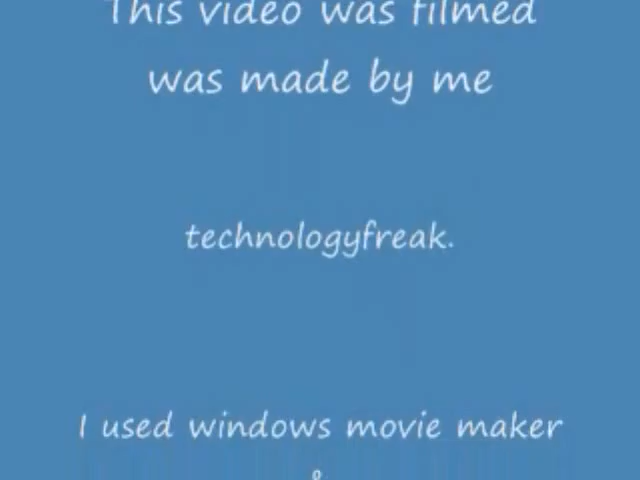 This video was filmed
was made by me
technologyfreak.
I used windows movie maker
&